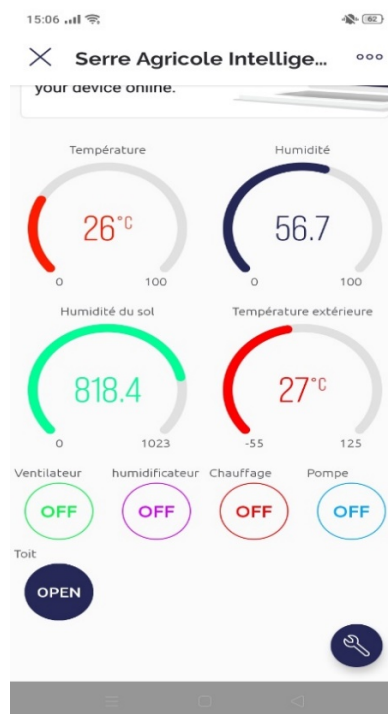 15:06
62
Serre Agricole Intellige...
your device online.
Température
Humidité
26°C
56.7
0
100
0
100
Humidité du sol
Température extérieure
818.4
27°C
0
1023
-55
125
Ventilateur
humidificateur
Chauffage
Pompe
OFF
OFF
OFF
OFF
Toit
OPEN